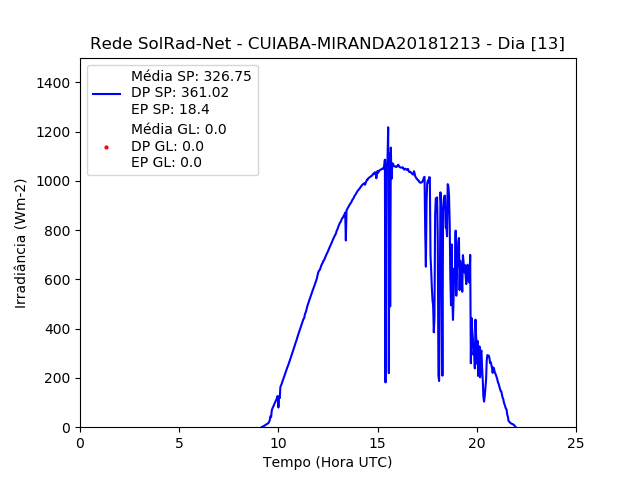 Rede SolRad-Net - CUIABA-MIRANDA20181213 - Dia [13]
Média SP: 326.75
DP SP: 361.02
EP SP: 18.4
Média GL: 0.0
DP GL: 0.0
EP GL: 0.0
Irradiância (Wm-2)
1400
1200
1000
800
600
400
200
0
0 5 10 15 20 25
Tempo (Hora UTC)